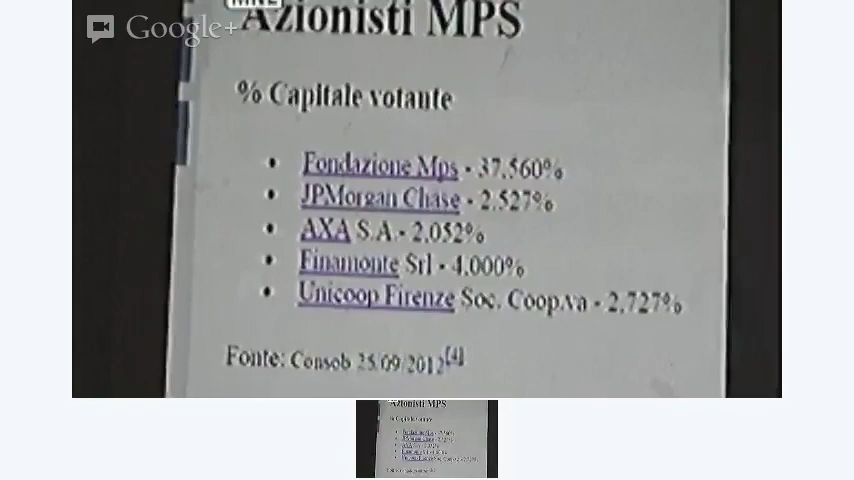 Google+
Azionisti MPS
% Capitale votante
• Fondazione Mps - 37,560%
• JPMorgan Chase - 2.527%
• AXA S.A.- 2,052%
• Finamonte Srl - 4,000%
• Unicoop Firenze Soc. Coop.va - 2,727%
Fonte: Consob 25.09/2012[4]